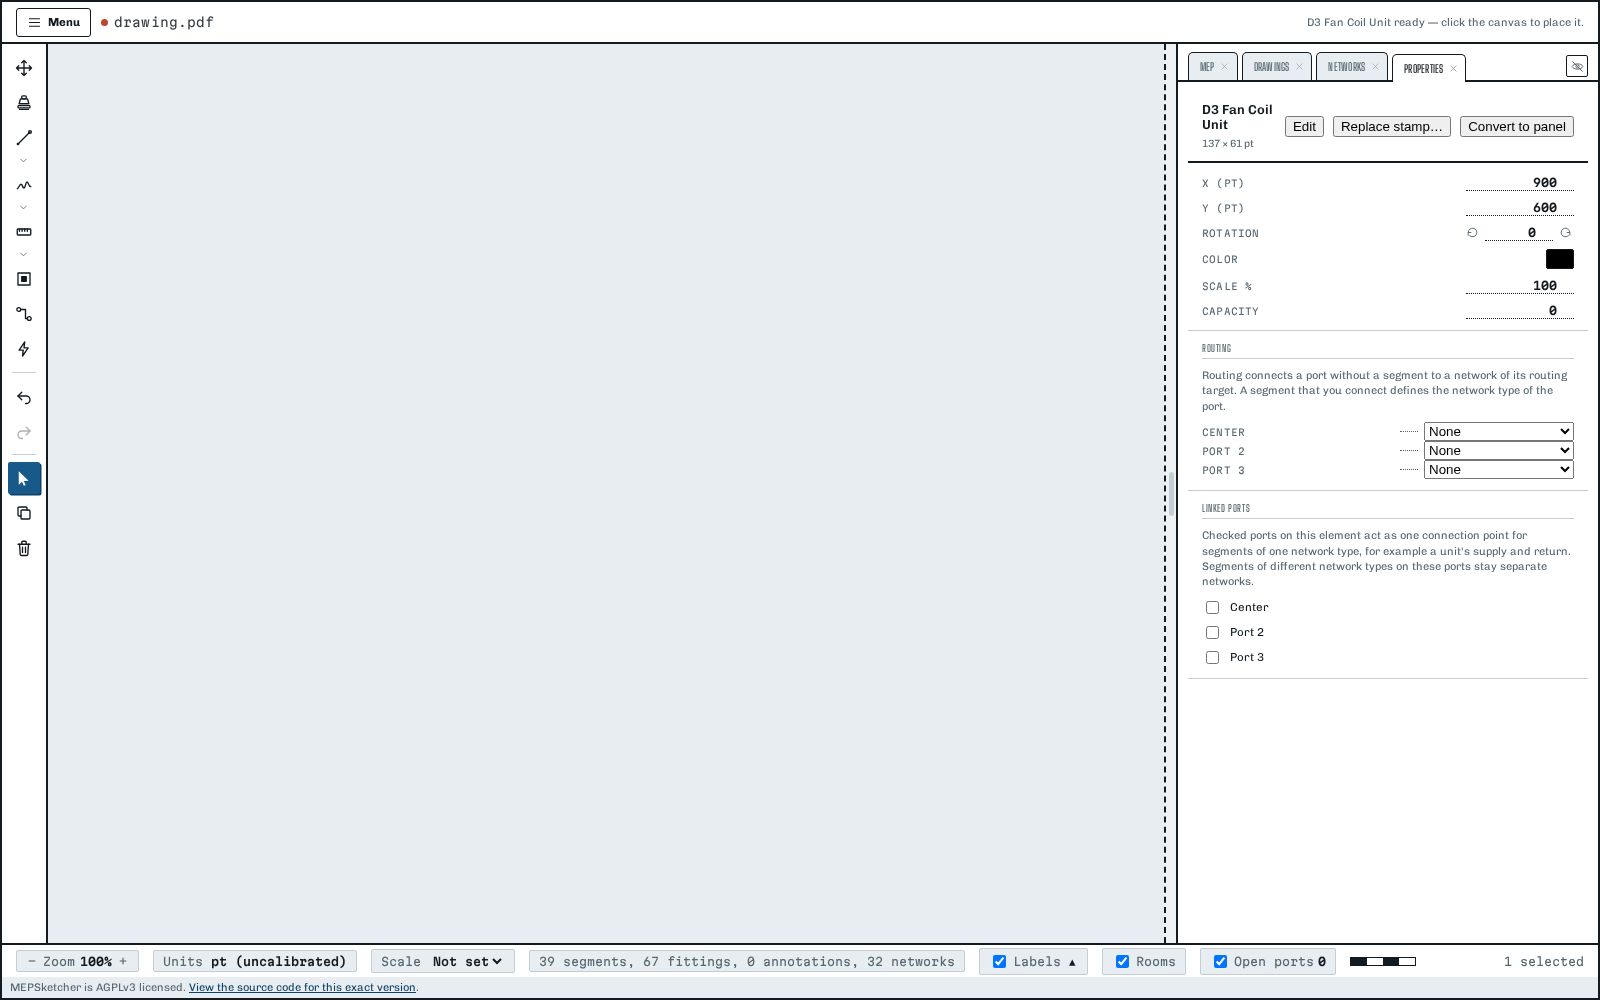 Menu
drawing.pdf
D3 Fan Coil Unit ready — click the canvas to place it.
MEP
DRAWINGS
NETWORKS
PROPERTIES
D3 Fan Coil
Unit
137 × 61 pt
Edit
Replace stamp…
Convert to panel
X (PT)
900
Y (PT)
600
ROTATION
0
COLOR
SCALE %
100
CAPACITY
0
ROUTING
Routing connects a port without a segment to a network of its routing
target. A segment that you connect defines the network type of the
port.
CENTER
None
PORT 2
None
PORT 3
None
LINKED PORTS
Checked ports on this element act as one connection point for
segments of one network type, for example a unit's supply and return.
Segments of different network types on these ports stay separate
networks.
Center
Port 2
Port 3
− Zoom 100% +
Units pt (uncalibrated)
Scale Not set
39 segments, 67 fittings, 0 annotations, 32 networks
Labels ▲
Rooms
Open ports 0
1 selected
MEPSketcher is AGPLv3 licensed. View the source code for this exact version.